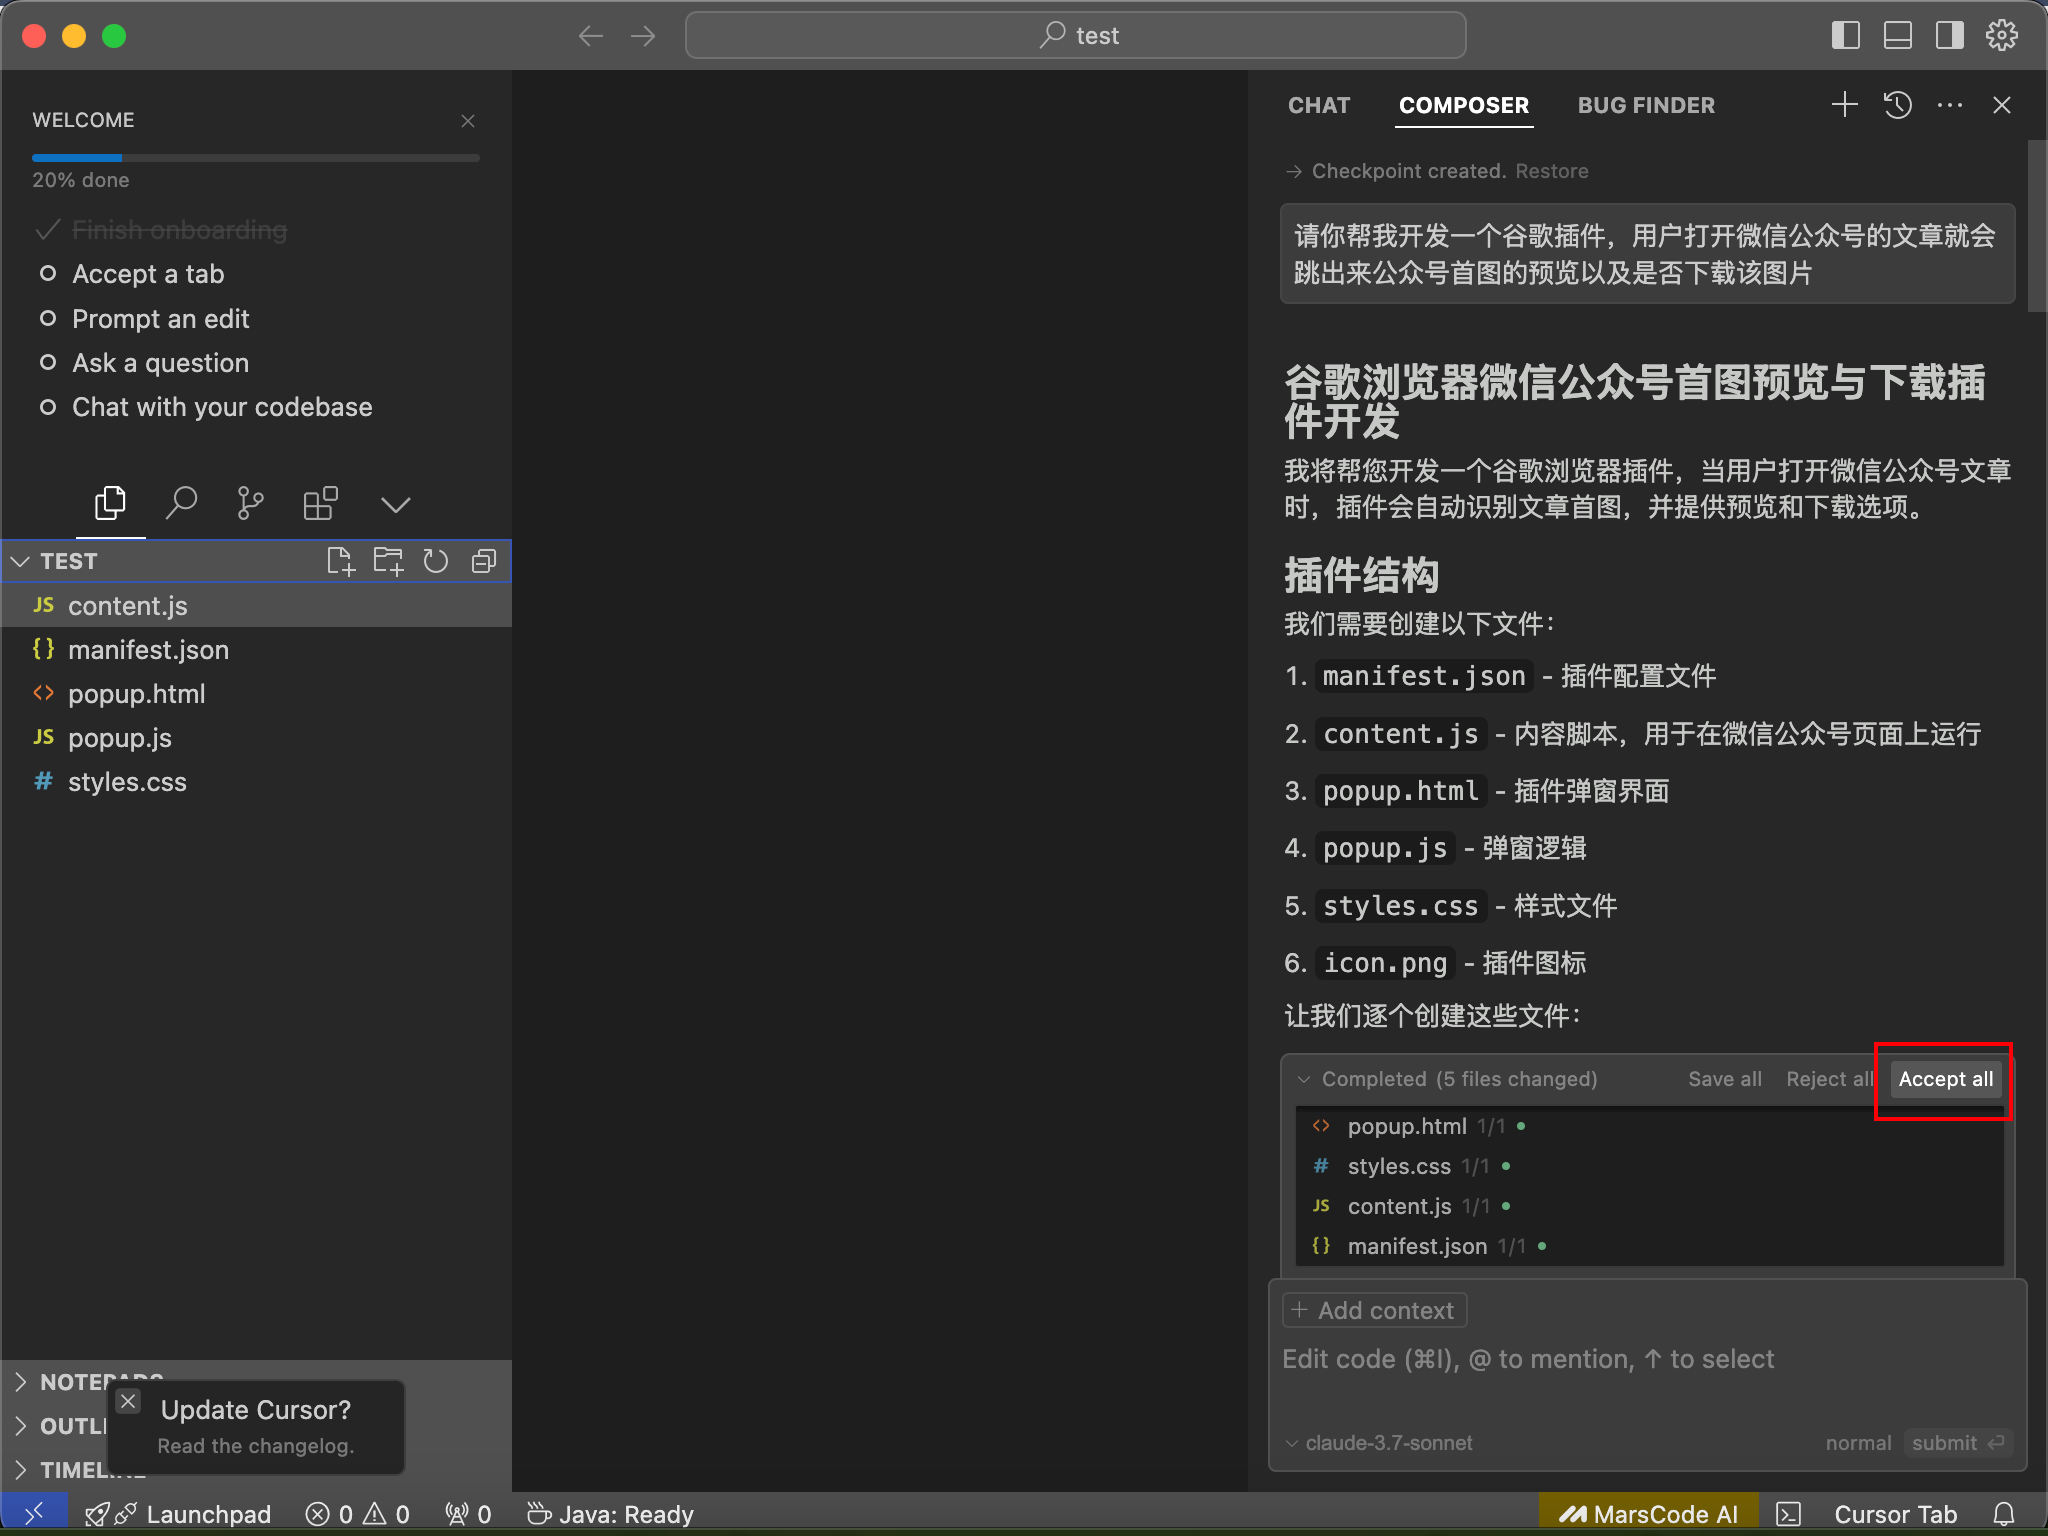 test
WELCOME
20% done
Finish onboarding
Accept a tab
Prompt an edit
Ask a question
Chat with your codebase
TEST
JS content.js
{} manifest.json
<> popup.html
JS popup.js
# styles.css
NOTEPADS
OUTLI
TIMELINE
Update Cursor?
Read the changelog.
CHAT COMPOSER BUG FINDER
Checkpoint created. Restore
请你帮我开发一个谷歌插件，用户打开微信公众号的文章就会
跳出来公众号首图的预览以及是否下载该图片
谷歌浏览器微信公众号首图预览与下载插
件开发
我将帮您开发一个谷歌浏览器插件，当用户打开微信公众号文章
时，插件会自动识别文章首图，并提供预览和下载选项。
插件结构
我们需要创建以下文件：
1. manifest.json - 插件配置文件
2. content.js - 内容脚本，用于在微信公众号页面上运行
3. popup.html - 插件弹窗界面
4. popup.js - 弹窗逻辑
5. styles.css - 样式文件
6. icon.png - 插件图标
让我们逐个创建这些文件：
Completed (5 files changed) Save all Reject all Accept all
<> popup.html 1/1
# styles.css 1/1
JS content.js 1/1
{} manifest.json 1/1
+ Add context
Edit code (⌘I), @ to mention, ↑ to select
claude-3.7-sonnet normal submit
Launchpad 0 0 0 Java: Ready MarsCode AI Cursor Tab